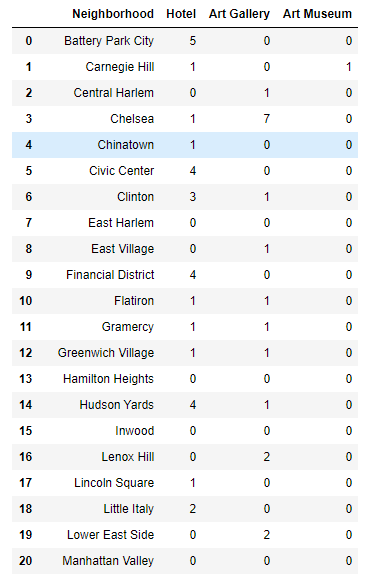 Neighborhood Hotel Art Gallery Art Museum
0 Battery Park City 5 0 0
1 Carnegie Hill 1 0 1
2 Central Harlem 0 1 0
3 Chelsea 1 7 0
4 Chinatown 1 0 0
5 Civic Center 4 0 0
6 Clinton 3 1 0
7 East Harlem 0 0 0
8 East Village 0 1 0
9 Financial District 4 0 0
10 Flatiron 1 1 0
11 Gramercy 1 1 0
12 Greenwich Village 1 1 0
13 Hamilton Heights 0 0 0
14 Hudson Yards 4 1 0
15 Inwood 0 0 0
16 Lenox Hill 0 2 0
17 Lincoln Square 1 0 0
18 Little Italy 2 0 0
19 Lower East Side 0 2 0
20 Manhattan Valley 0 0 0